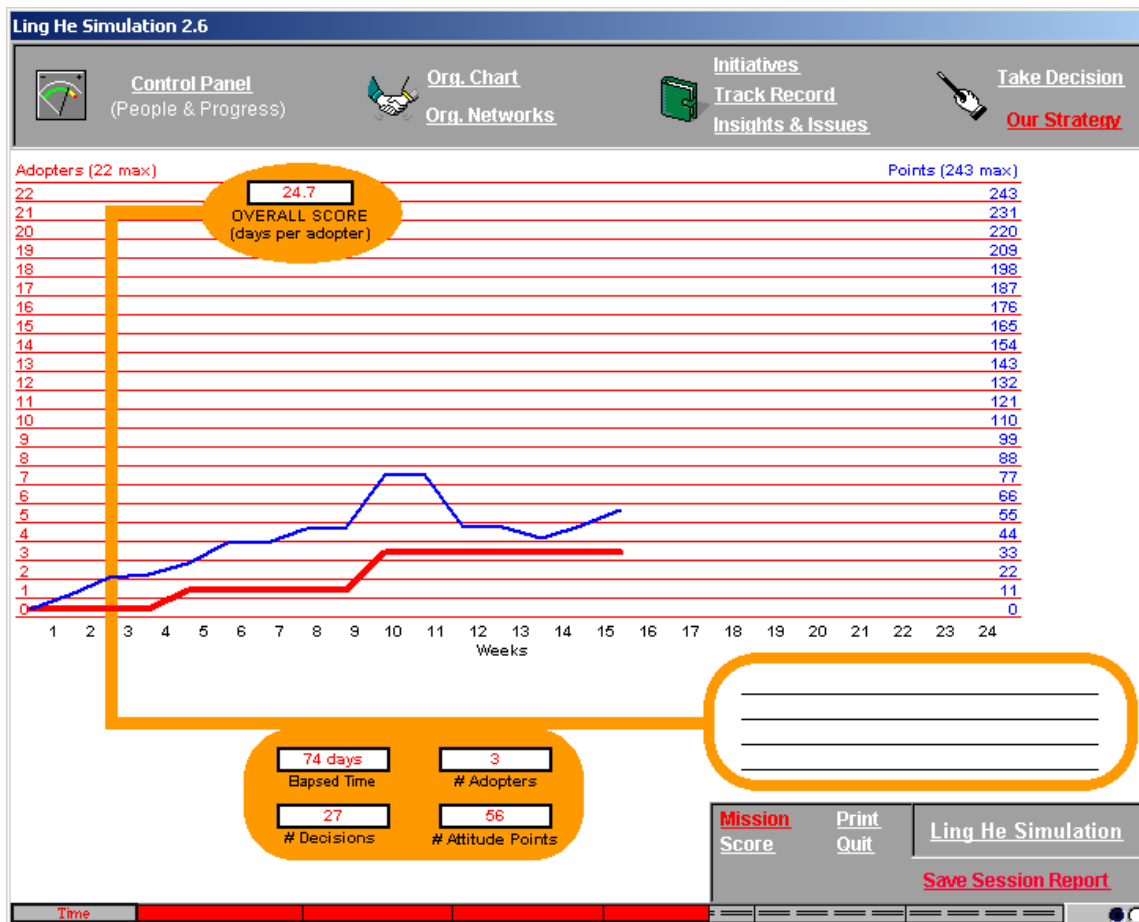 Ling He Simulation 2.6
Control Panel
(People & Progress)
Org. Chart
Org. Networks
Initiatives
Track Record
Insights & Issues
Take Decision
Our Strategy
Adopters (22 max)
Points (243 max)
24.7
OVERALL SCORE
(days per adopter)
22 243
21 231
20 220
19 209
18 198
17 187
16 176
15 165
14 154
13 143
12 132
11 121
10 110
9 99
8 88
7 77
6 66
5 55
4 44
3 33
2 22
1 11
0 0
1 2 3 4 5 6 7 8 9 10 11 12 13 14 15 16 17 18 19 20 21 22 23 24
Weeks
74 days
Elapsed Time
3
# Adopters
27
# Decisions
56
# Attitude Points
Mission
Score
Print
Quit
Ling He Simulation
Save Session Report
Time